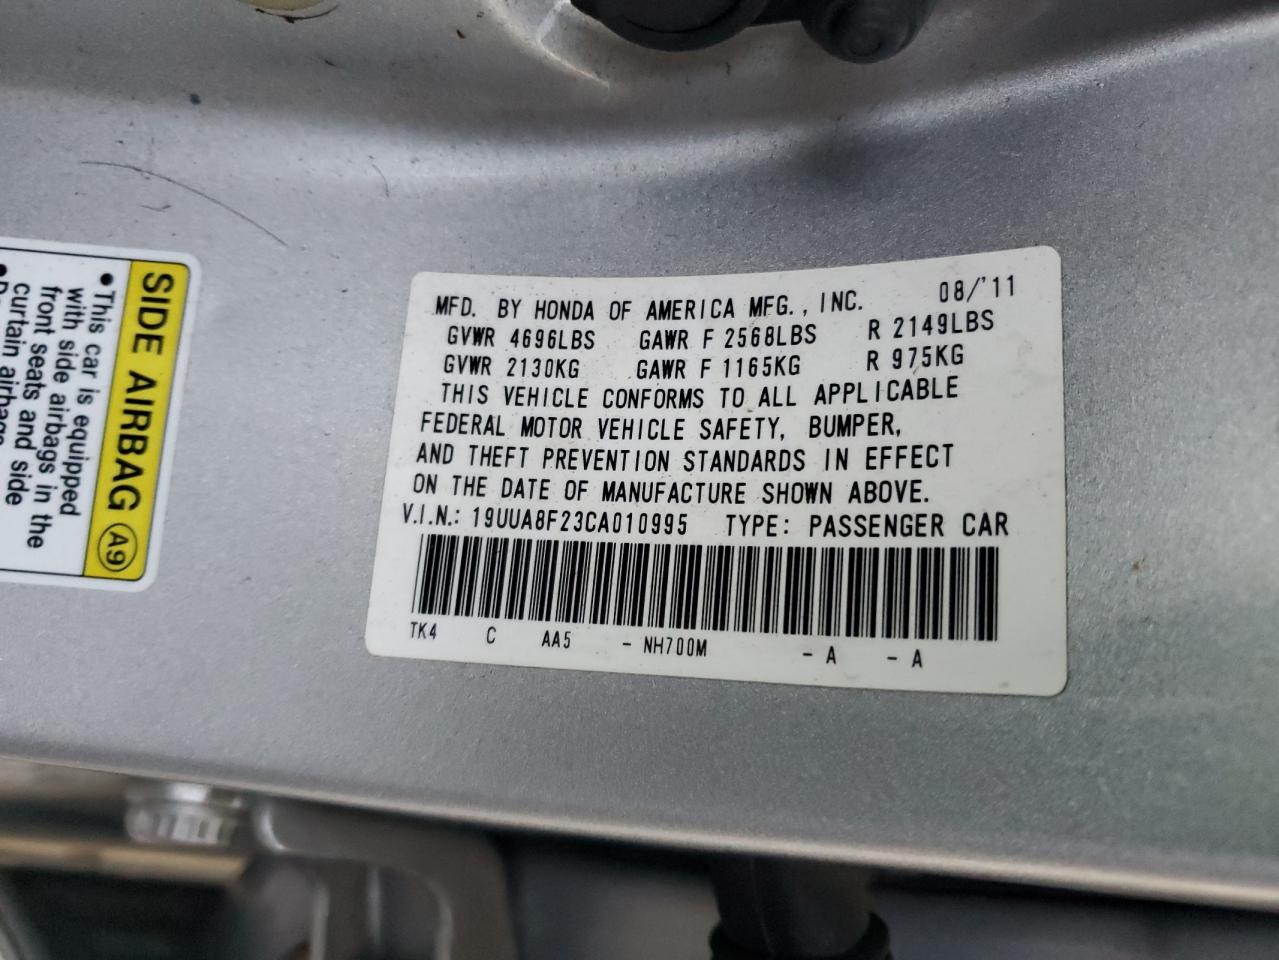 MFD. BY HONDA OF AMERICA MFG., INC. 08/'11
GVWR 4696LBS GAWR F 2568LBS R 2149LBS
GVWR 2130KG GAWR F 1165KG R 975KG
THIS VEHICLE CONFORMS TO ALL APPLICABLE
FEDERAL MOTOR VEHICLE SAFETY, BUMPER,
AND THEFT PREVENTION STANDARDS IN EFFECT
ON THE DATE OF MANUFACTURE SHOWN ABOVE.
V.I.N.: 19UUA8F23CA010995 TYPE: PASSENGER CAR
TK4 C AA5 - NH700M - A - A
SIDE AIRBAG A9
• This car is equipped
with side airbags in the
front seats and side
curtain airbags